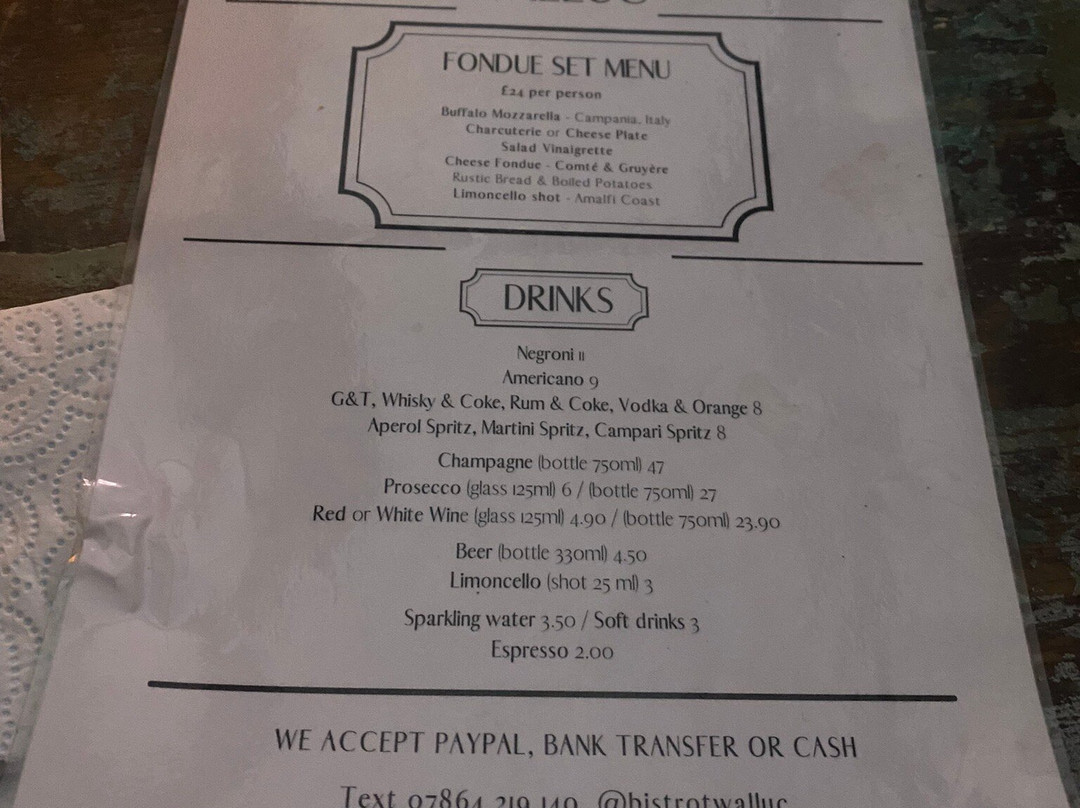 FONDUE SET MENU
£24 per person
Buffalo Mozzarella - Campania, Italy
Charcuterie or Cheese Plate
Salad Vinaigrette
Cheese Fondue - Comté & Gruyère
Rustic Bread & Boiled Potatoes
Limoncello shot - Amalfi Coast
DRINKS
Negroni 11
Americano 9
G&T, Whisky & Coke, Rum & Coke, Vodka & Orange 8
Aperol Spritz, Martini Spritz, Campari Spritz 8
Champagne (bottle 750ml) 47
Prosecco (glass 125ml) 6 / (bottle 750ml) 27
Red or White Wine (glass 125ml) 4.90 / (bottle 750ml) 23.90
Beer (bottle 330ml) 4.50
Limoncello (shot 25 ml) 3
Sparkling water 3.50 / Soft drinks 3
Espresso 2.00
WE ACCEPT PAYPAL, BANK TRANSFER OR CASH
Text 07864 219 140 @bistrotwalluc